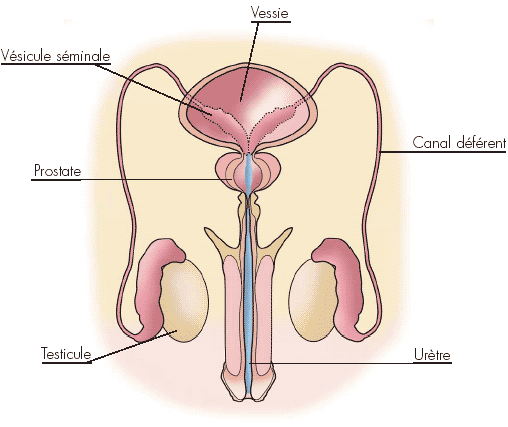 Vessie
Vésicule séminale
Canal déférent
Prostate
Testicule
Urètre